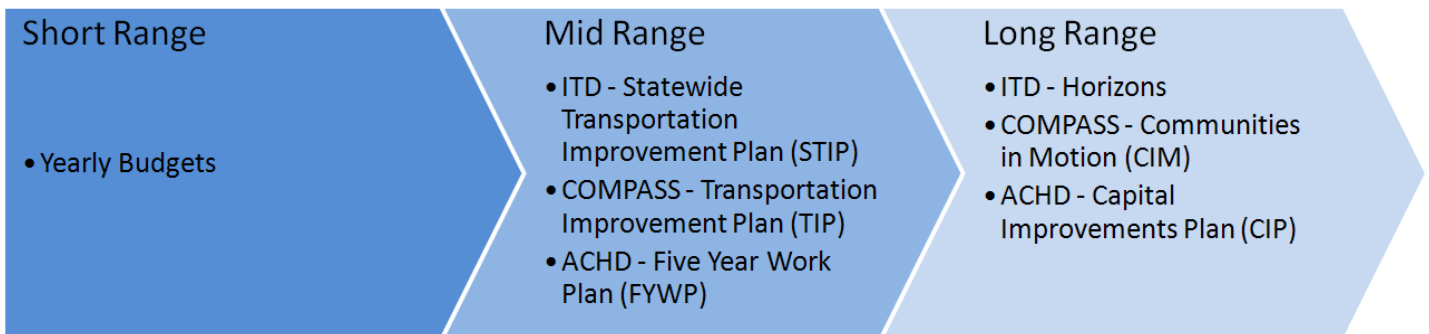 Short Range
• Yearly Budgets
Mid Range
• ITD - Statewide
Transportation
Improvement Plan (STIP)
• COMPASS - Transportation
Improvement Plan (TIP)
• ACHD - Five Year Work
Plan (FYWP)
Long Range
• ITD - Horizons
• COMPASS - Communities
in Motion (CIM)
• ACHD - Capital
Improvements Plan (CIP)